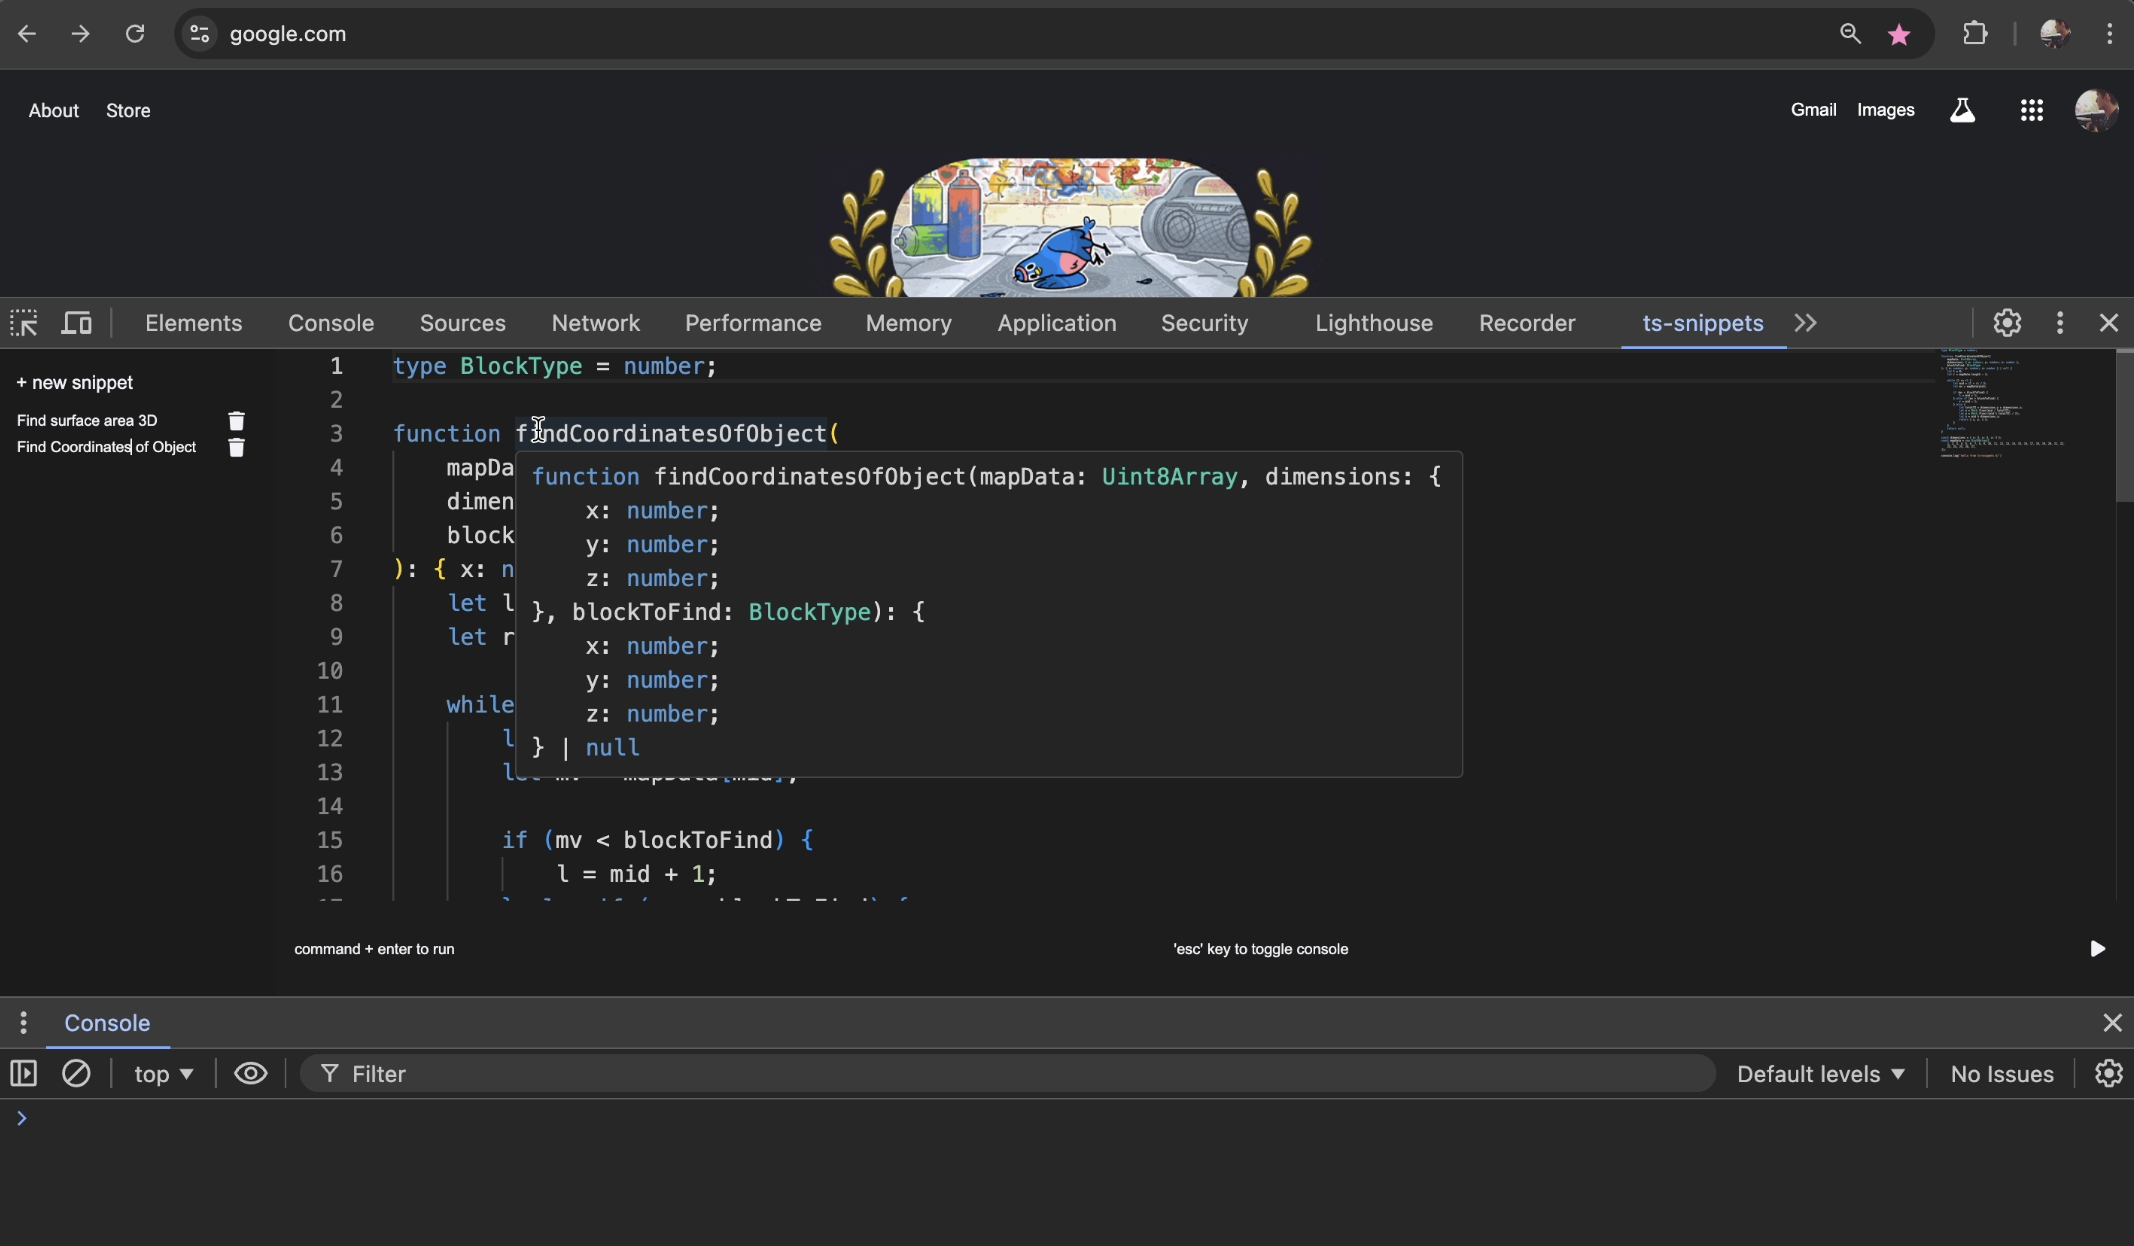 google.com
About Store
Gmail Images
Elements Console Sources Network Performance Memory Application Security Lighthouse Recorder ts-snippets
+ new snippet
Find surface area 3D
Find Coordinates of Object
1 type BlockType = number;
2
3 function findCoordinatesOfObject(
4 mapDa
5 dimen
6 block
7 ): { x: n
8 let l
9 let r
10
11 while
12 l
13 let mv = mapData[mid];
14
15 if (mv < blockToFind) {
16 l = mid + 1;
function findCoordinatesOfObject(mapData: Uint8Array, dimensions: {
x: number;
y: number;
z: number;
}, blockToFind: BlockType): {
x: number;
y: number;
z: number;
} | null
command + enter to run
'esc' key to toggle console
Console
top
Filter
Default levels
No Issues